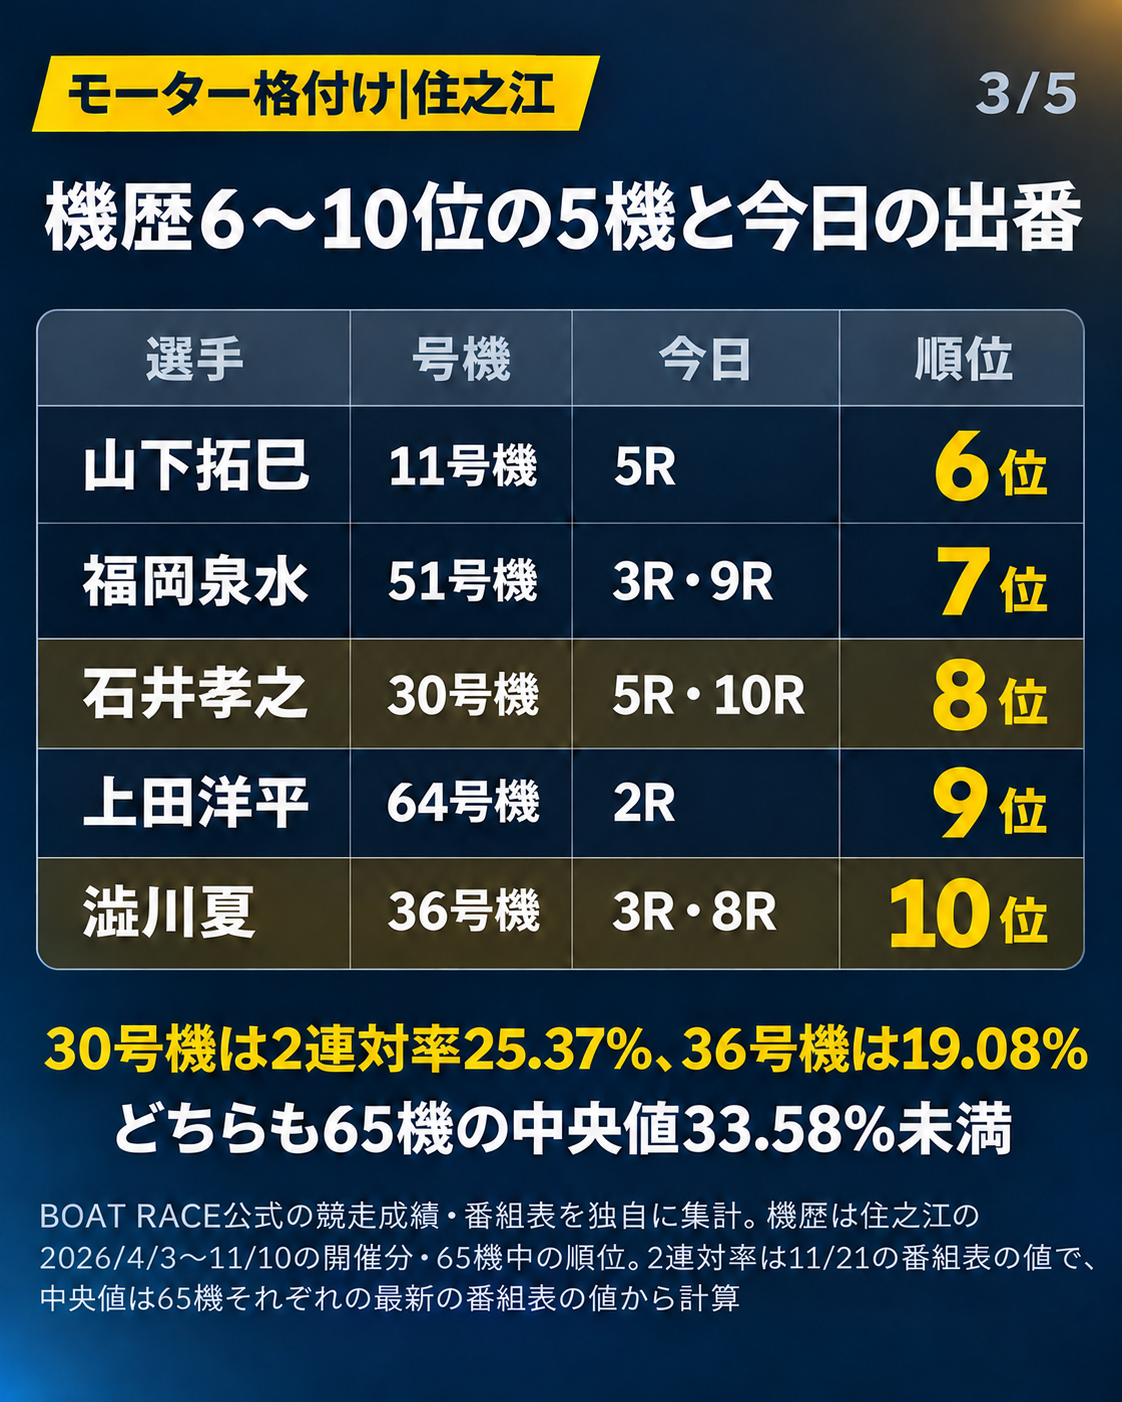 モーター格付け|住之江
3/5
機歴6〜10位の5機と今日の出番
選手 号機 今日 順位
山下拓巳 11号機 5R 6位
福岡泉水 51号機 3R・9R 7位
石井孝之 30号機 5R・10R 8位
上田洋平 64号機 2R 9位
澁川夏 36号機 3R・8R 10位
30号機は2連対率25.37%、36号機は19.08%
どちらも65機の中央値33.58%未満
BOAT RACE公式の競走成績・番組表を独自に集計。機歴は住之江の
2026/4/3〜11/10の開催分・65機中の順位。2連対率は11/21の番組表の値で、
中央値は65機それぞれの最新の番組表の値から計算